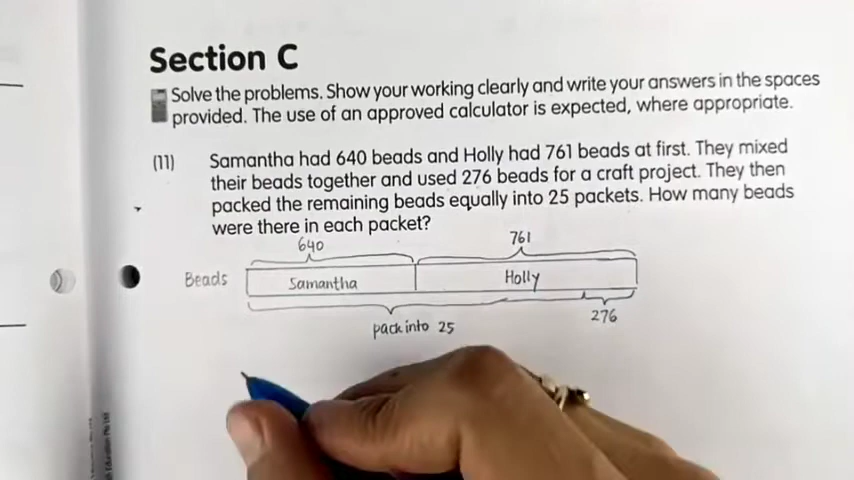 Section C
Solve the problems. Show your working clearly and write your answers in the spaces
provided. The use of an approved calculator is expected, where appropriate.
(11) Samantha had 640 beads and Holly had 761 beads at first. They mixed
their beads together and used 276 beads for a craft project. They then
packed the remaining beads equally into 25 packets. How many beads
were there in each packet?
640 761
Beads Samantha Holly
pack into 25 276